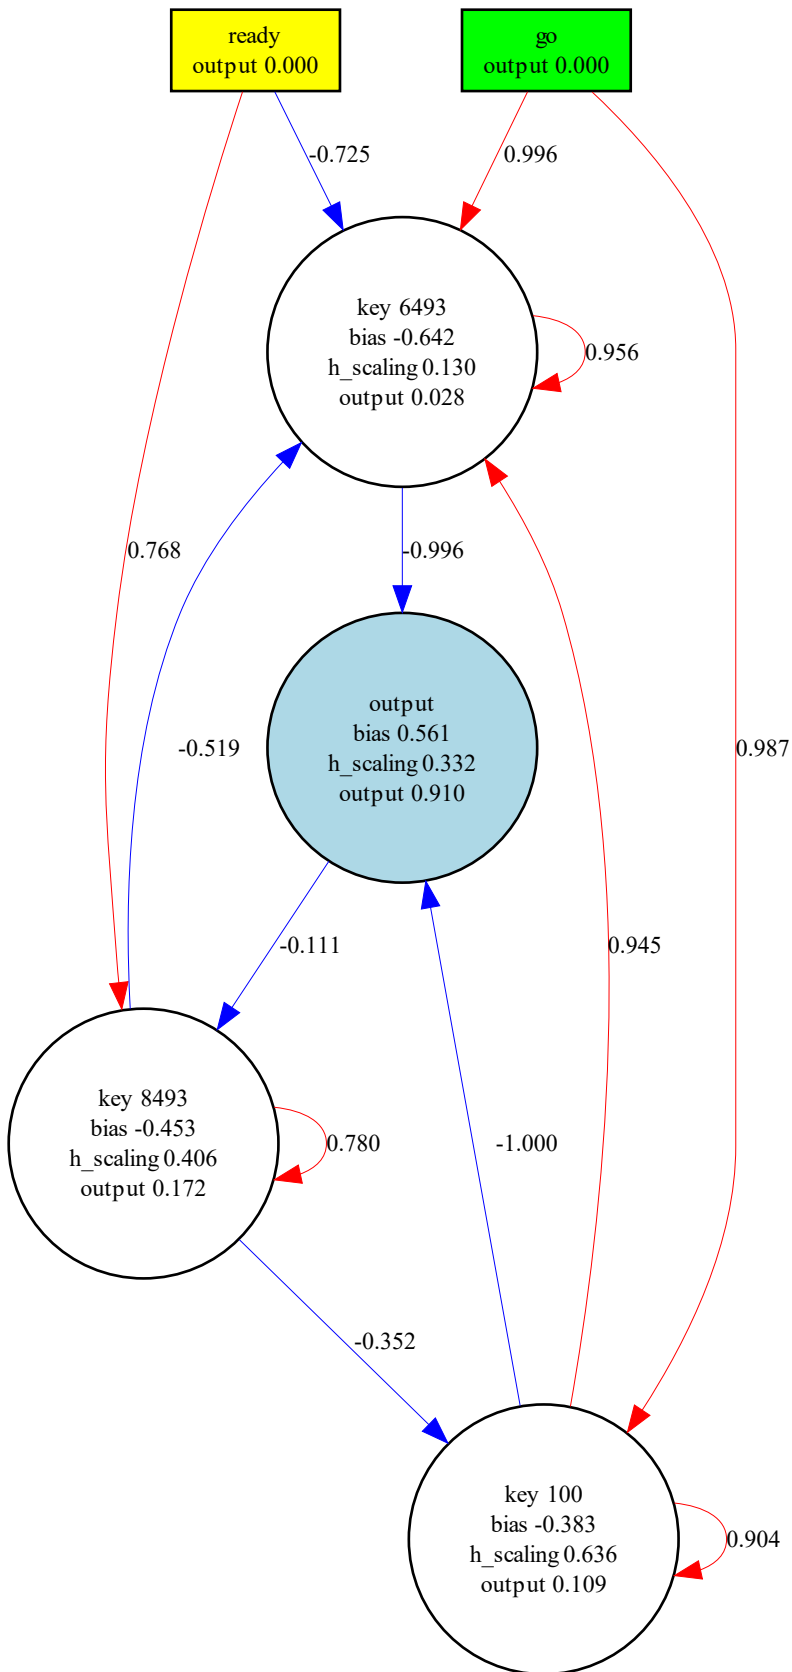 ready
output 0.000
go
output 0.000
-0.725
0.996
key 6493
bias -0.642
h_scaling 0.130
output 0.028
0.956
0.768
-0.996
output
bias 0.561
h_scaling 0.332
output 0.910
-0.519
0.987
-0.111
0.945
key 8493
bias -0.453
h_scaling 0.406
output 0.172
0.780
-1.000
-0.352
key 100
bias -0.383
h_scaling 0.636
output 0.109
0.904